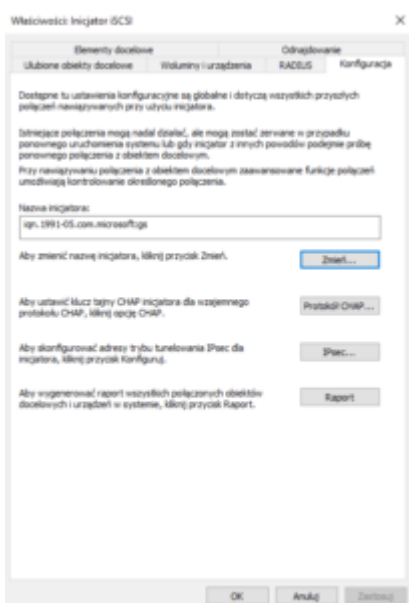 Właściwości: Inicjator iSCSI
Elementy docelowe
Odnajdowanie
Ulubione obiekty docelowe
Woluminy i urządzenia
RADIUS
Konfiguracja
Dostępne tu ustawienia konfiguracyjne są globalne i dotyczą wszystkich przyszłych
połączeń nawiązywanych przy użyciu inicjatora.
Istniejące połączenia mogą nadal działać, ale mogą zostać zerwane w przypadku
ponownego uruchomienia systemu lub gdy inicjator z innych powodów podejmie próbę
ponownego połączenia z obiektem docelowym.
Przy nawiązywaniu połączenia z obiektem docelowym zaawansowane funkcje połączeń
umożliwiają kontrolowanie określonego połączenia.
Nazwa inicjatora:
iqn.1991-05.com.microsoft:gs
Aby zmienić nazwę inicjatora, kliknij przycisk Zmień.
Zmień...
Aby ustawić klucz tajny CHAP inicjatora dla wzajemnego
protokołu CHAP, kliknij opcję CHAP.
Protokół CHAP...
Aby skonfigurować adresy trybu tunelowania IPsec dla
inicjatora, kliknij przycisk Konfiguruj.
IPsec...
Aby wygenerować raport wszystkich połączonych obiektów
docelowych i urządzeń w systemie, kliknij przycisk Raport.
Raport
OK
Anuluj
Zastosuj